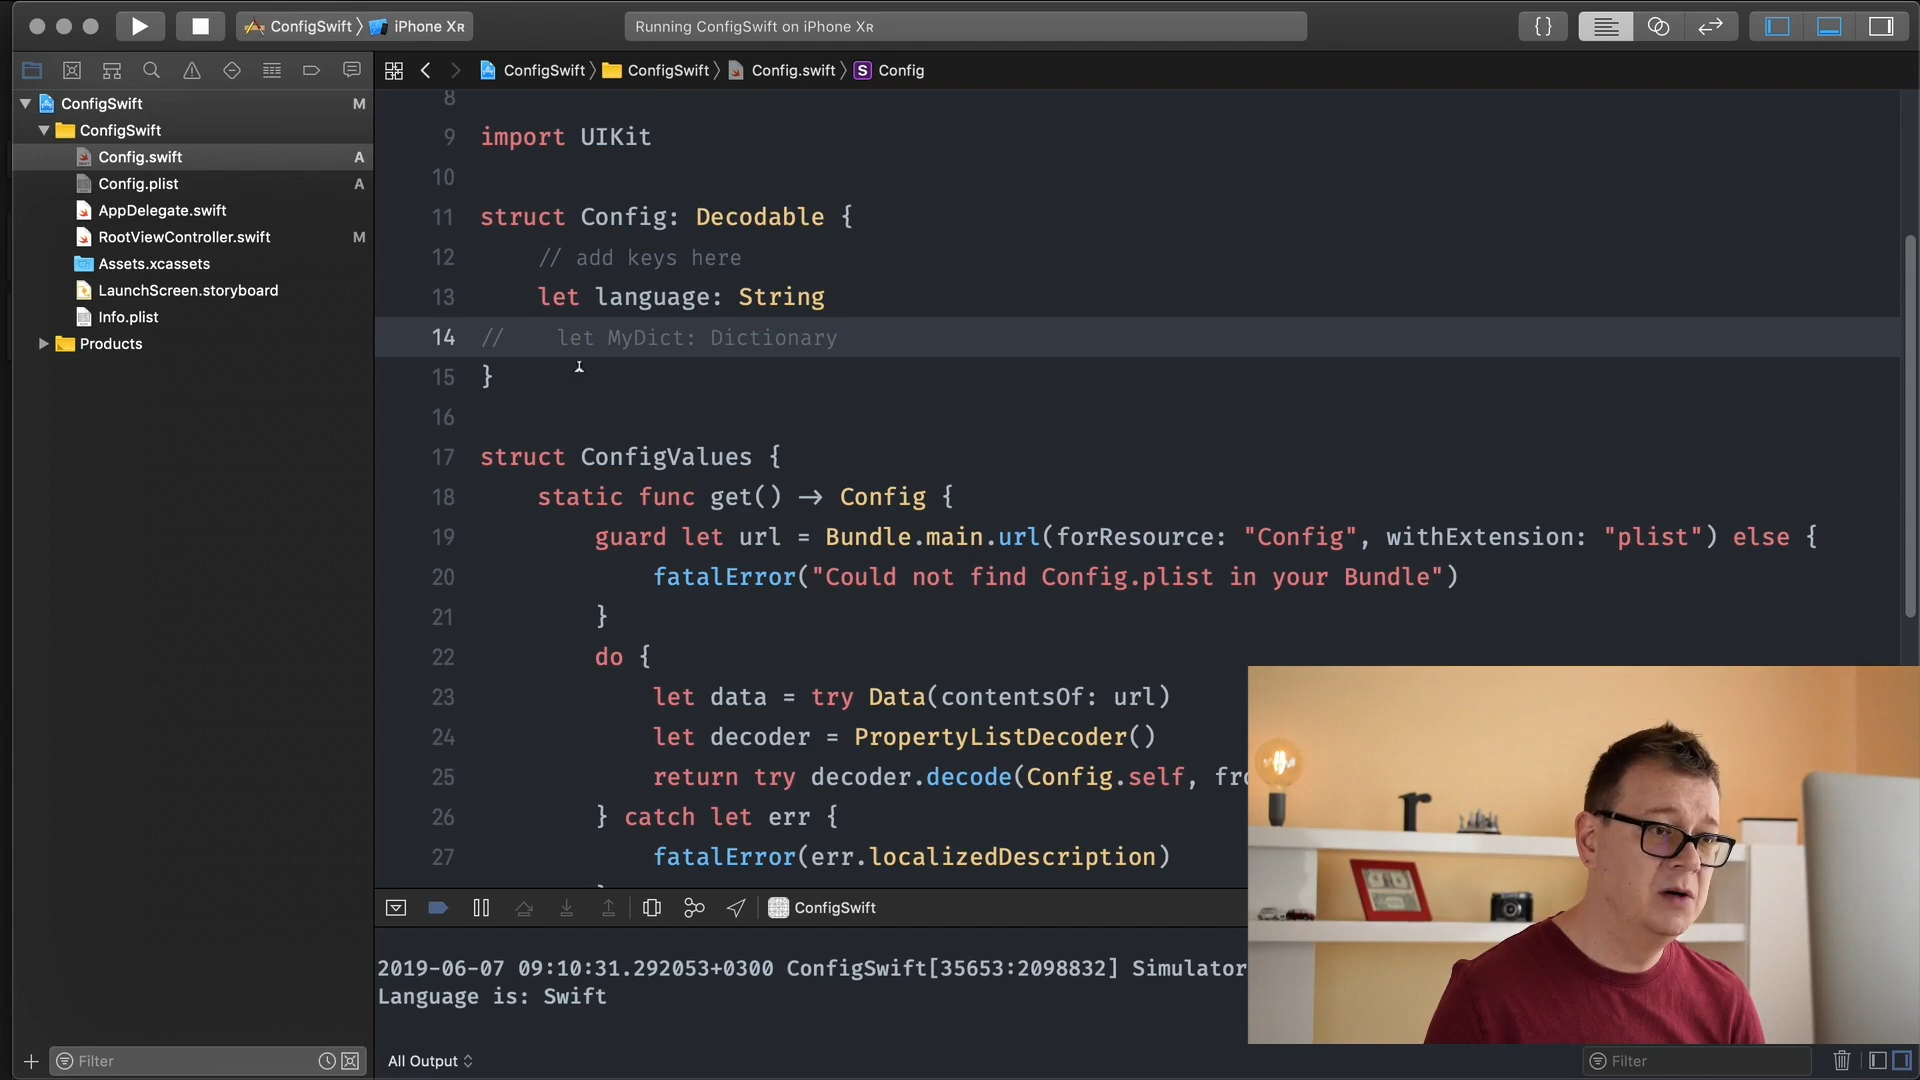 ConfigSwift iPhone XR
Running ConfigSwift on iPhone XR
{}
ConfigSwift ConfigSwift Config.swift S Config
ConfigSwift M
ConfigSwift
Config.swift A
Config.plist A
AppDelegate.swift
RootViewController.swift M
Assets.xcassets
LaunchScreen.storyboard
Info.plist
Products
8
9 import UIKit
10
11 struct Config: Decodable {
12 // add keys here
13 let language: String
14 // let MyDict: Dictionary
15 }
16
17 struct ConfigValues {
18 static func get() -> Config {
19 guard let url = Bundle.main.url(forResource: "Config", withExtension: "plist") else {
20 fatalError("Could not find Config.plist in your Bundle")
21 }
22 do {
23 let data = try Data(contentsOf: url)
24 let decoder = PropertyListDecoder()
25 return try decoder.decode(Config.self, fro
26 } catch let err {
27 fatalError(err.localizedDescription)
ConfigSwift
2019-06-07 09:10:31.292053+0300 ConfigSwift[35653:2098832] Simulator
Language is: Swift
Filter
All Output
Filter